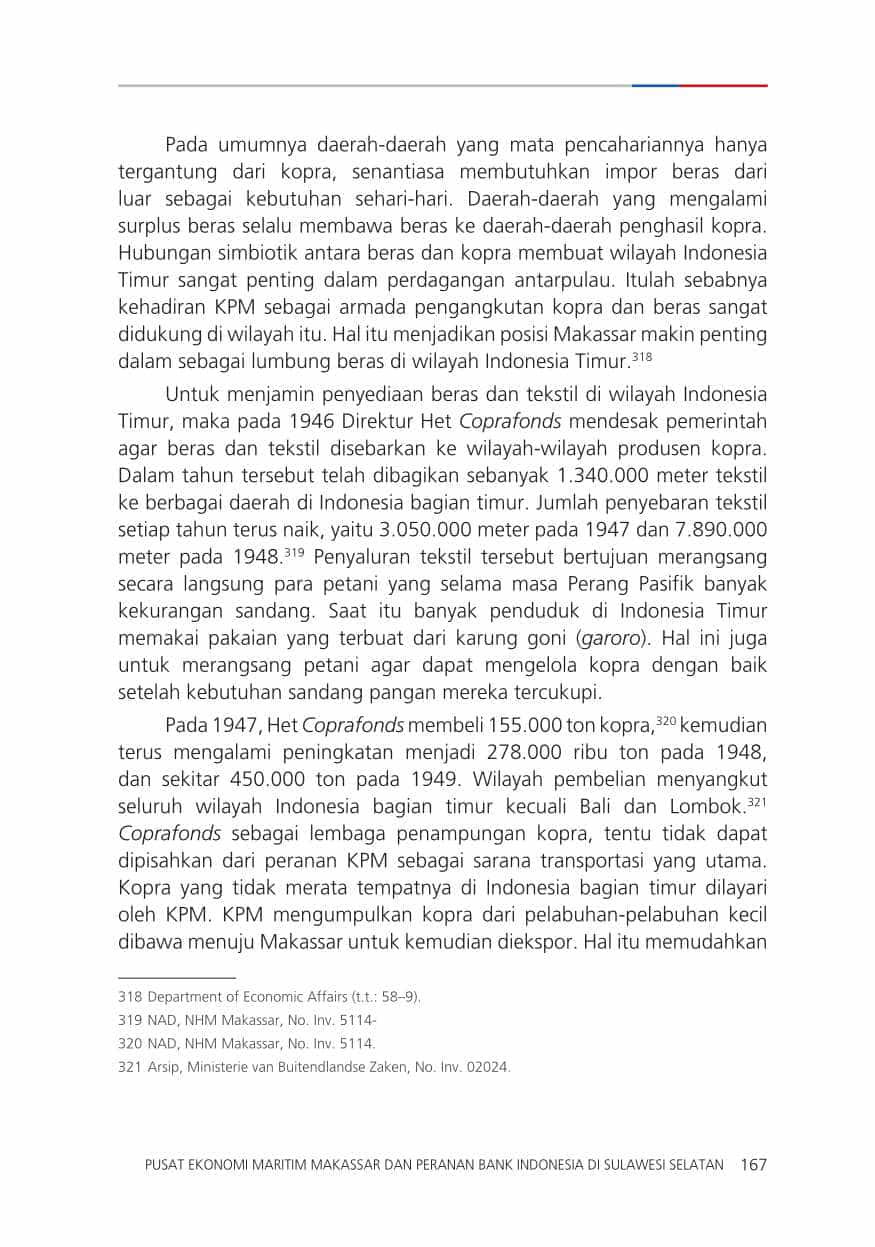 Pada umumnya daerah-daerah yang mata pencahariannya hanya
tergantung dari kopra, senantiasa membutuhkan impor beras dari
luar sebagai kebutuhan sehari-hari. Daerah-daerah yang mengalami
surplus beras selalu membawa beras ke daerah-daerah penghasil kopra.
Hubungan simbiotik antara beras dan kopra membuat wilayah Indonesia
Timur sangat penting dalam perdagangan antarpulau. Itulah sebabnya
kehadiran KPM sebagai armada pengangkutan kopra dan beras sangat
didukung di wilayah itu. Hal itu menjadikan posisi Makassar makin penting
dalam sebagai lumbung beras di wilayah Indonesia Timur.318
Untuk menjamin penyediaan beras dan tekstil di wilayah Indonesia
Timur, maka pada 1946 Direktur Het Coprafonds mendesak pemerintah
agar beras dan tekstil disebarkan ke wilayah-wilayah produsen kopra.
Dalam tahun tersebut telah dibagikan sebanyak 1.340.000 meter tekstil
ke berbagai daerah di Indonesia bagian timur. Jumlah penyebaran tekstil
setiap tahun terus naik, yaitu 3.050.000 meter pada 1947 dan 7.890.000
meter pada 1948.319 Penyaluran tekstil tersebut bertujuan merangsang
secara langsung para petani yang selama masa Perang Pasifik banyak
kekurangan sandang. Saat itu banyak penduduk di Indonesia Timur
memakai pakaian yang terbuat dari karung goni (garoro). Hal ini juga
untuk merangsang petani agar dapat mengelola kopra dengan baik
setelah kebutuhan sandang pangan mereka tercukupi.
Pada 1947, Het Coprafonds membeli 155.000 ton kopra,320 kemudian
terus mengalami peningkatan menjadi 278.000 ribu ton pada 1948,
dan sekitar 450.000 ton pada 1949. Wilayah pembelian menyangkut
seluruh wilayah Indonesia bagian timur kecuali Bali dan Lombok.321
Coprafonds sebagai lembaga penampungan kopra, tentu tidak dapat
dipisahkan dari peranan KPM sebagai sarana transportasi yang utama.
Kopra yang tidak merata tempatnya di Indonesia bagian timur dilayari
oleh KPM. KPM mengumpulkan kopra dari pelabuhan-pelabuhan kecil
dibawa menuju Makassar untuk kemudian diekspor. Hal itu memudahkan
318 Department of Economic Affairs (t.t.: 58–9).
319 NAD, NHM Makassar, No. Inv. 5114-
320 NAD, NHM Makassar, No. Inv. 5114.
321 Arsip, Ministerie van Buitendlandse Zaken, No. Inv. 02024.
PUSAT EKONOMI MARITIM MAKASSAR DAN PERANAN BANK INDONESIA DI SULAWESI SELATAN 167